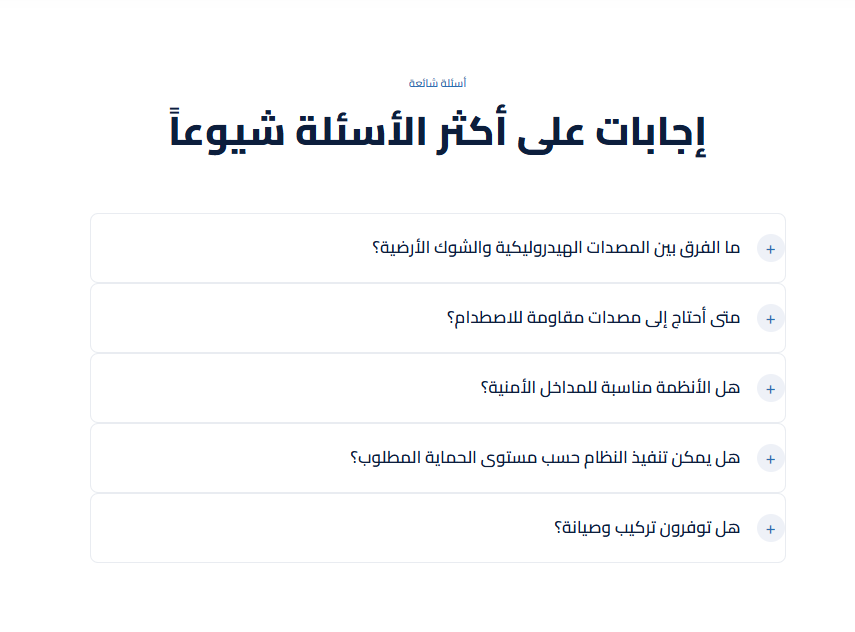 أسئلة شائعة
إجابات على أكثر الأسئلة شيوعاً
+ ما الفرق بين المصدات الهيدروليكية والشوك الأرضية؟
+ متى أحتاج إلى مصدات مقاومة للاصطدام؟
+ هل الأنظمة مناسبة للمداخل الأمنية؟
+ هل يمكن تنفيذ النظام حسب مستوى الحماية المطلوب؟
+ هل توفرون تركيب وصيانة؟